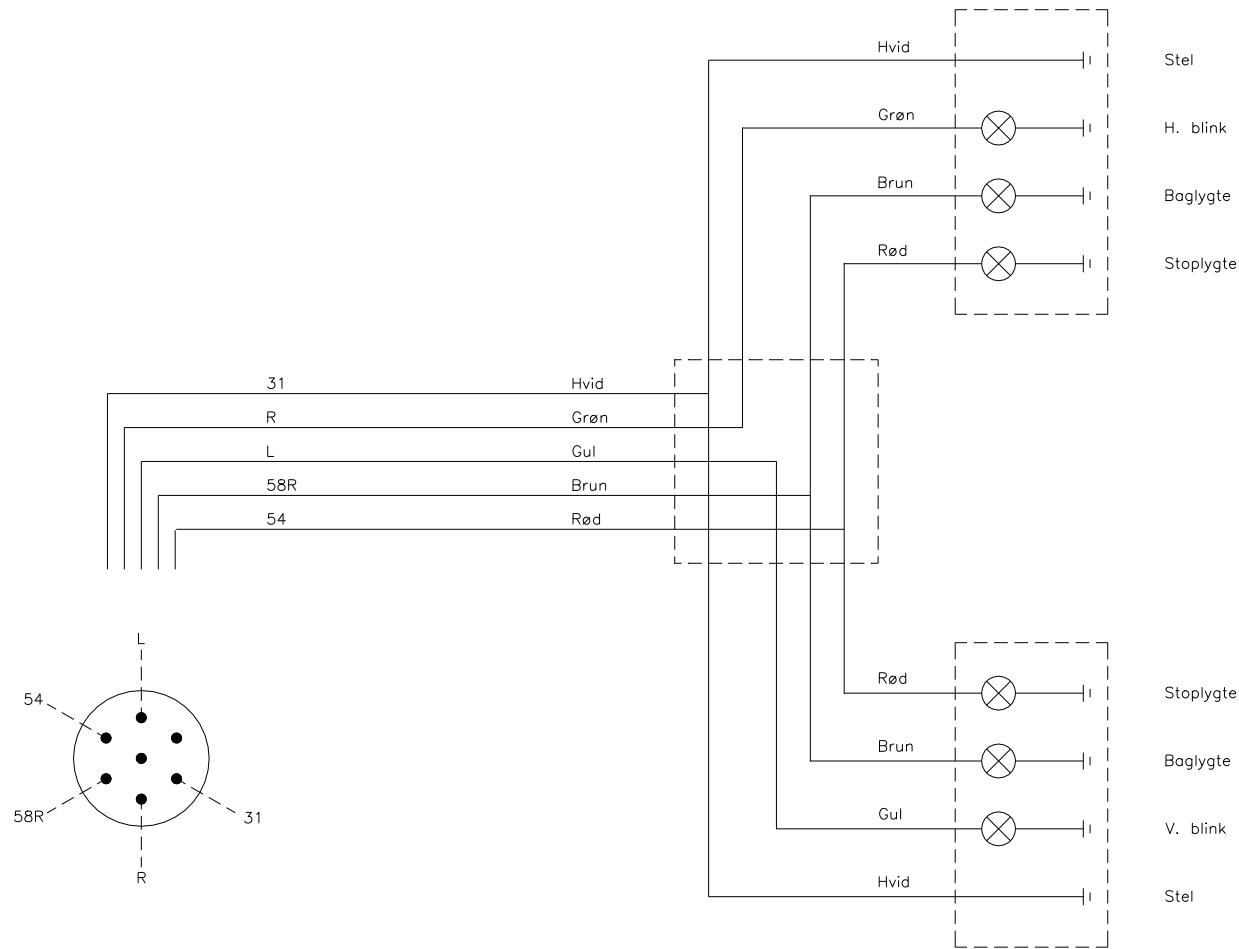 Hvid
Stel
Grøn
H. blink
Brun
Baglygte
Rød
Stoplygte
31 Hvid
R Grøn
L Gul
58R Brun
54 Rød
L
54
58R
31
R
Rød
Stoplygte
Brun
Baglygte
Gul
V. blink
Hvid
Stel